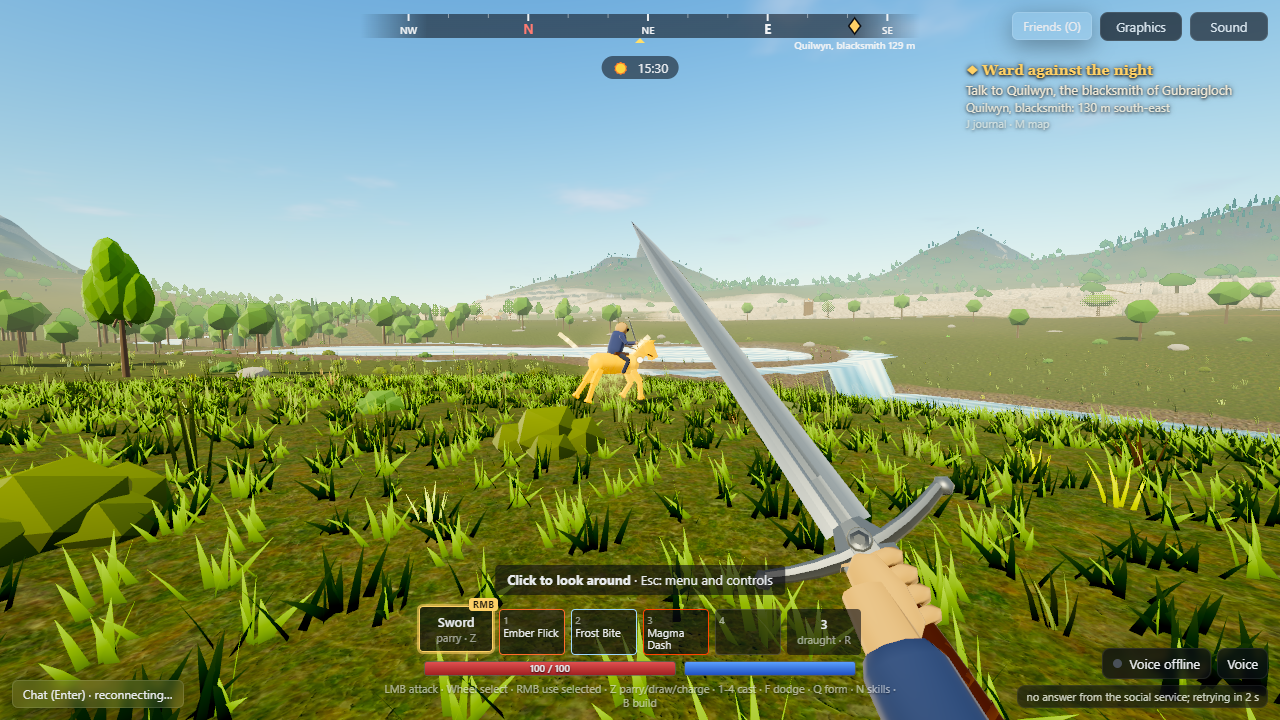 NW N NE E SE
Quilwyn, blacksmith 129 m
15:30
Friends (O) Graphics Sound
Ward against the night
Talk to Quilwyn, the blacksmith of Gubraigloch
Quilwyn, blacksmith: 130 m south-east
J journal · M map
Click to look around · Esc: menu and controls
RMB
Sword
parry · Z
1
Ember Flick
2
Frost Bite
3
Magma
Dash
4
3
draught · R
100 / 100
LMB attack · Wheel select · RMB use selected · Z parry/draw/charge · 1-4 cast · F dodge · Q form · N skills ·
B build
Chat (Enter) · reconnecting...
Voice offline Voice
no answer from the social service; retrying in 2 s